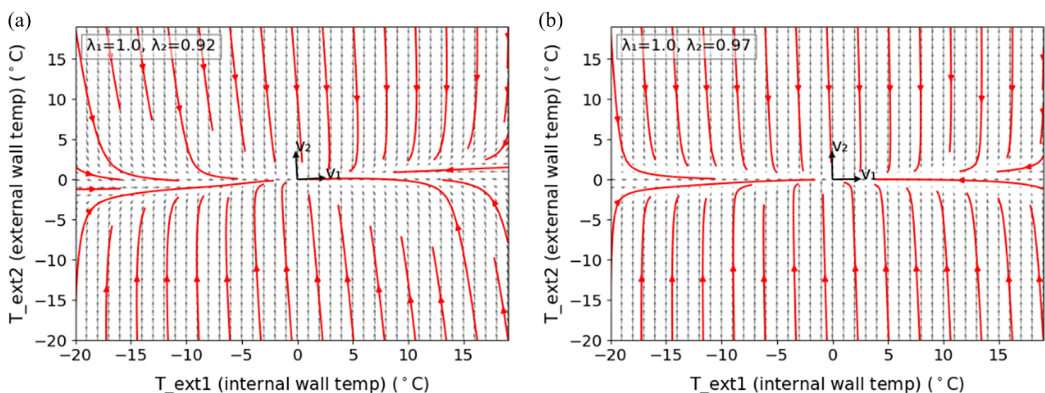 (a)
λ₁=1.0, λ₂=0.92
T_ext2 (external wall temp) (°C)
15
10
5
0
−5
−10
−15
−20
v₂
v₁
−20 −15 −10 −5 0 5 10 15
T_ext1 (internal wall temp) (°C)
(b)
λ₁=1.0, λ₂=0.97
T_ext2 (external wall temp) (°C)
15
10
5
0
−5
−10
−15
−20
v₂
v₁
−20 −15 −10 −5 0 5 10 15
T_ext1 (internal wall temp) (°C)